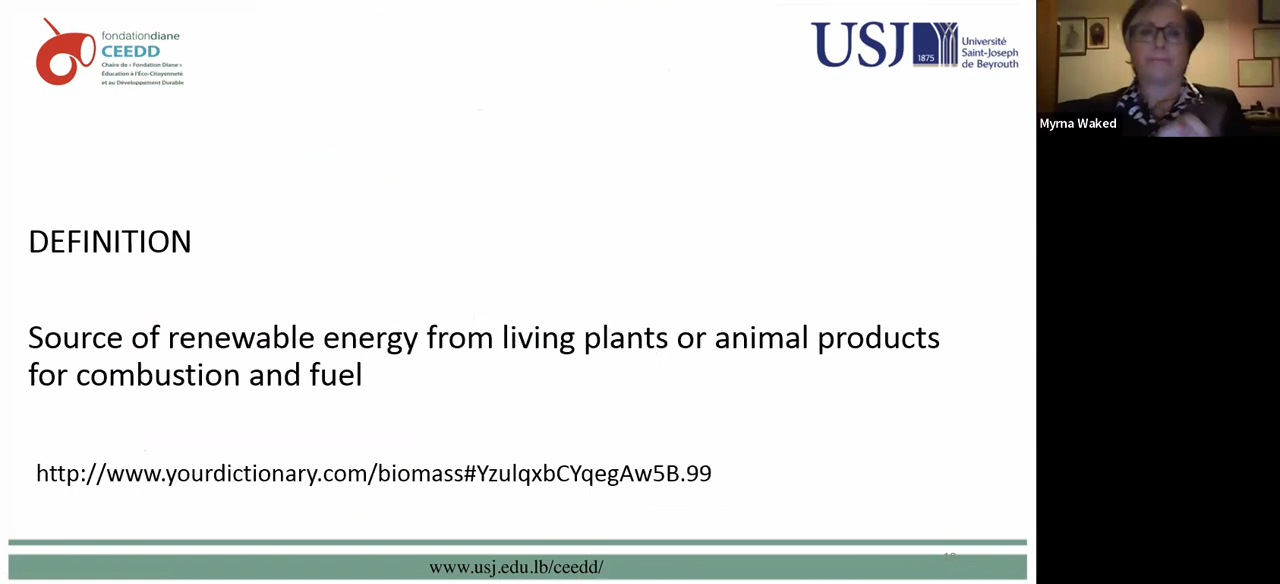 fondationdiane
CEEDD
Chaire de « Fondation Diane »
Éducation à l'Éco-Citoyenneté
et au Développement Durable
USJ
1875
Université
Saint-Joseph
de Beyrouth
Myrna Waked
DEFINITION
Source of renewable energy from living plants or animal products
for combustion and fuel
http://www.yourdictionary.com/biomass#YzulqxbCYqegAw5B.99
www.usj.edu.lb/ceedd/